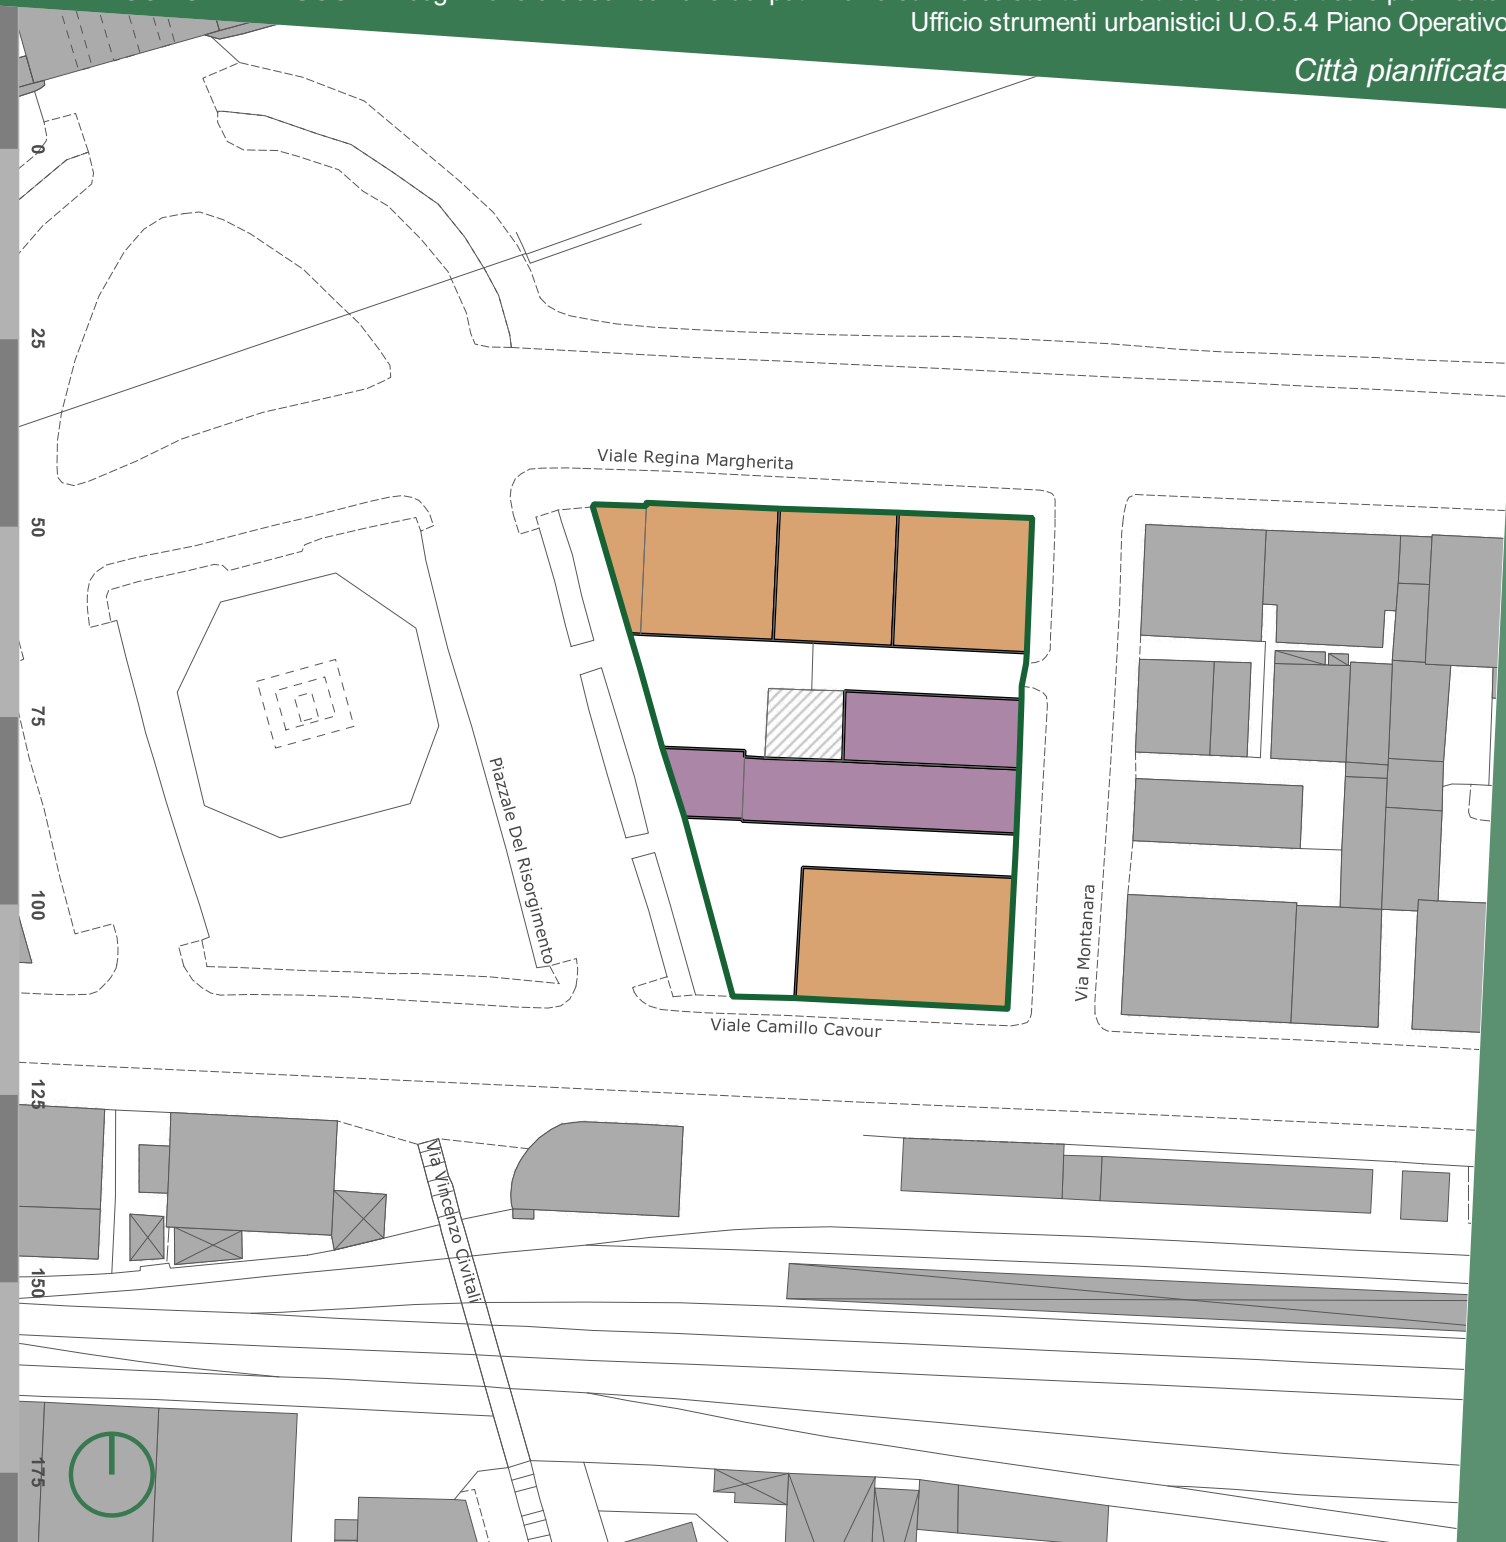 Ufficio strumenti urbanistici U.O.5.4 Piano Operativo
Città pianificata
0
25
50
75
100
125
150
175
Viale Regina Margherita
Piazzale Del Risorgimento
Via Montanara
Viale Camillo Cavour
Via Vincenzo Civitali